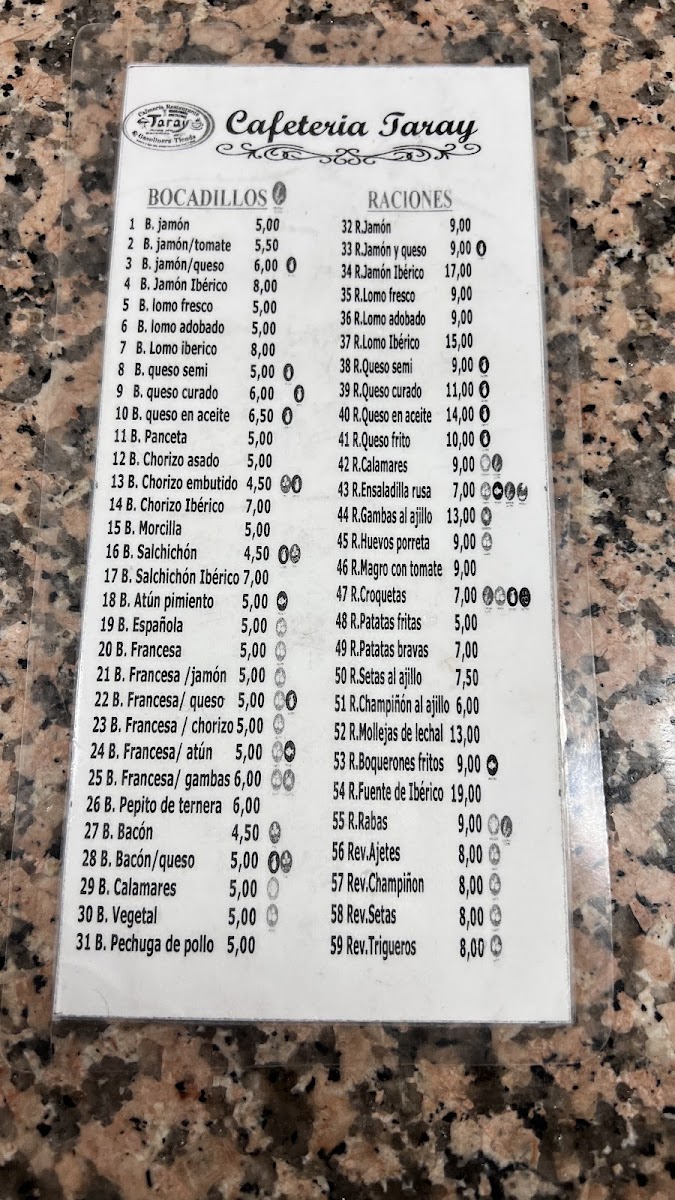 Taray
Cafeteria Taray
BOCADILLOS
1 B. jamón 5,00
2 B. jamón/tomate 5,50
3 B. jamón/queso 6,00
4 B. Jamón Ibérico 8,00
5 B. lomo fresco 5,00
6 B. lomo adobado 5,00
7 B. Lomo iberico 8,00
8 B. queso semi 5,00
9 B. queso curado 6,00
10 B. queso en aceite 6,50
11 B. Panceta 5,00
12 B. Chorizo asado 5,00
13 B. Chorizo embutido 4,50
14 B. Chorizo Ibérico 7,00
15 B. Morcilla 5,00
16 B. Salchichón 4,50
17 B. Salchichón Ibérico 7,00
18 B. Atún pimiento 5,00
19 B. Española 5,00
20 B. Francesa 5,00
21 B. Francesa /jamón 5,00
22 B. Francesa/ queso 5,00
23 B. Francesa / chorizo 5,00
24 B. Francesa/ atún 5,00
25 B. Francesa/ gambas 6,00
26 B. Pepito de ternera 6,00
27 B. Bacón 4,50
28 B. Bacón/queso 5,00
29 B. Calamares 5,00
30 B. Vegetal 5,00
31 B. Pechuga de pollo 5,00
RACIONES
32 R.Jamón 9,00
33 R.Jamón y queso 9,00
34 R.Jamón Ibérico 17,00
35 R.Lomo fresco 9,00
36 R.Lomo adobado 9,00
37 R.Lomo Ibérico 15,00
38 R.Queso semi 9,00
39 R.Queso curado 11,00
40 R.Queso en aceite 14,00
41 R.Queso frito 10,00
42 R.Calamares 9,00
43 R.Ensaladilla rusa 7,00
44 R.Gambas al ajillo 13,00
45 R.Huevos porreta 9,00
46 R.Magro con tomate 9,00
47 R.Croquetas 7,00
48 R.Patatas fritas 5,00
49 R.Patatas bravas 7,00
50 R.Setas al ajillo 7,50
51 R.Champiñón al ajillo 6,00
52 R.Mollejas de lechal 13,00
53 R.Boquerones fritos 9,00
54 R.Fuente de Ibérico 19,00
55 R.Rabas 9,00
56 Rev.Ajetes 8,00
57 Rev.Champiñon 8,00
58 Rev.Setas 8,00
59 Rev.Trigueros 8,00